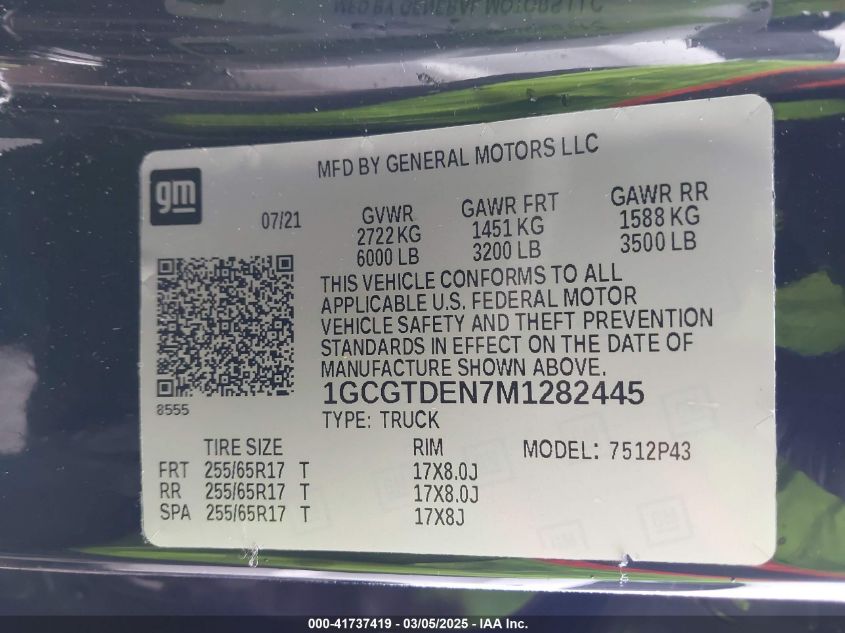 MFD BY GENERAL MOTORS LLC
gm
07/21
GVWR GAWR FRT GAWR RR
2722 KG 1451 KG 1588 KG
6000 LB 3200 LB 3500 LB
THIS VEHICLE CONFORMS TO ALL
APPLICABLE U.S. FEDERAL MOTOR
VEHICLE SAFETY AND THEFT PREVENTION
STANDARDS IN EFFECT ON THE DATE OF
MANUFACTURE SHOWN ABOVE.
1GCGTDEN7M1282445
8555
TYPE: TRUCK
TIRE SIZE RIM MODEL: 7512P43
FRT 255/65R17 T 17X8.0J
RR 255/65R17 T 17X8.0J
SPA 255/65R17 T 17X8J
000-41737419 - 03/05/2025 - IAA Inc.